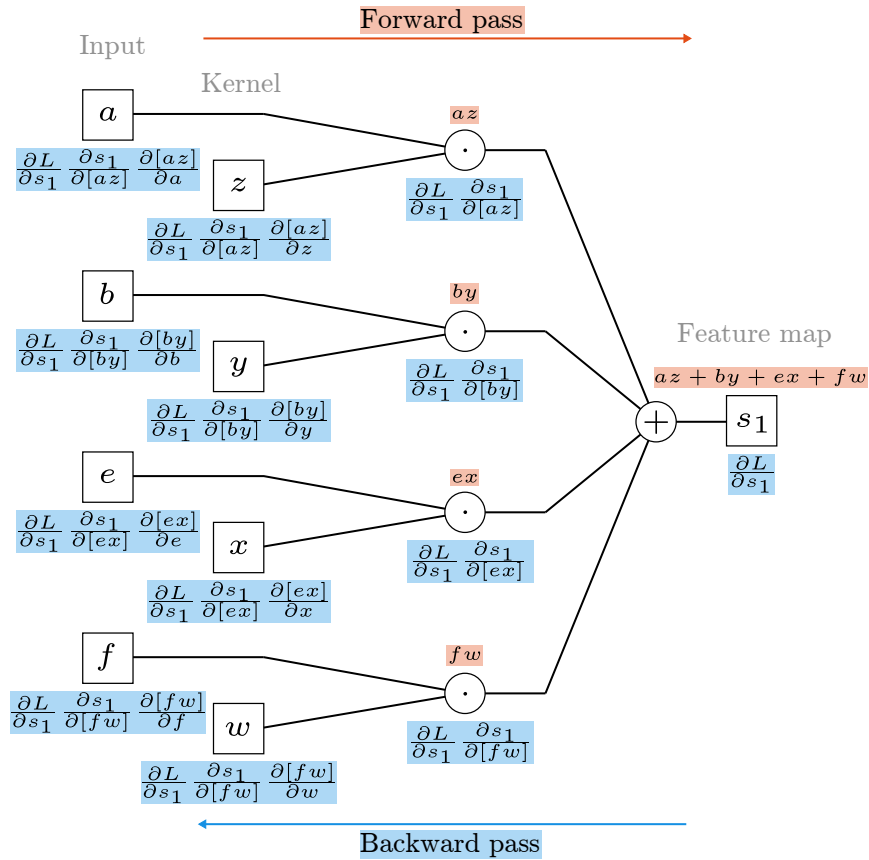 Forward pass
Input
Kernel
a
az
·
∂L/∂s₁ ∂s₁/∂[az] ∂[az]/∂a
z
∂L/∂s₁ ∂s₁/∂[az]
∂L/∂s₁ ∂s₁/∂[az] ∂[az]/∂z
b
by
·
∂L/∂s₁ ∂s₁/∂[by] ∂[by]/∂b
y
∂L/∂s₁ ∂s₁/∂[by]
∂L/∂s₁ ∂s₁/∂[by] ∂[by]/∂y
Feature map
az + by + ex + fw
+
s₁
∂L/∂s₁
e
ex
·
∂L/∂s₁ ∂s₁/∂[ex] ∂[ex]/∂e
x
∂L/∂s₁ ∂s₁/∂[ex]
∂L/∂s₁ ∂s₁/∂[ex] ∂[ex]/∂x
f
fw
·
∂L/∂s₁ ∂s₁/∂[fw] ∂[fw]/∂f
w
∂L/∂s₁ ∂s₁/∂[fw]
∂L/∂s₁ ∂s₁/∂[fw] ∂[fw]/∂w
Backward pass